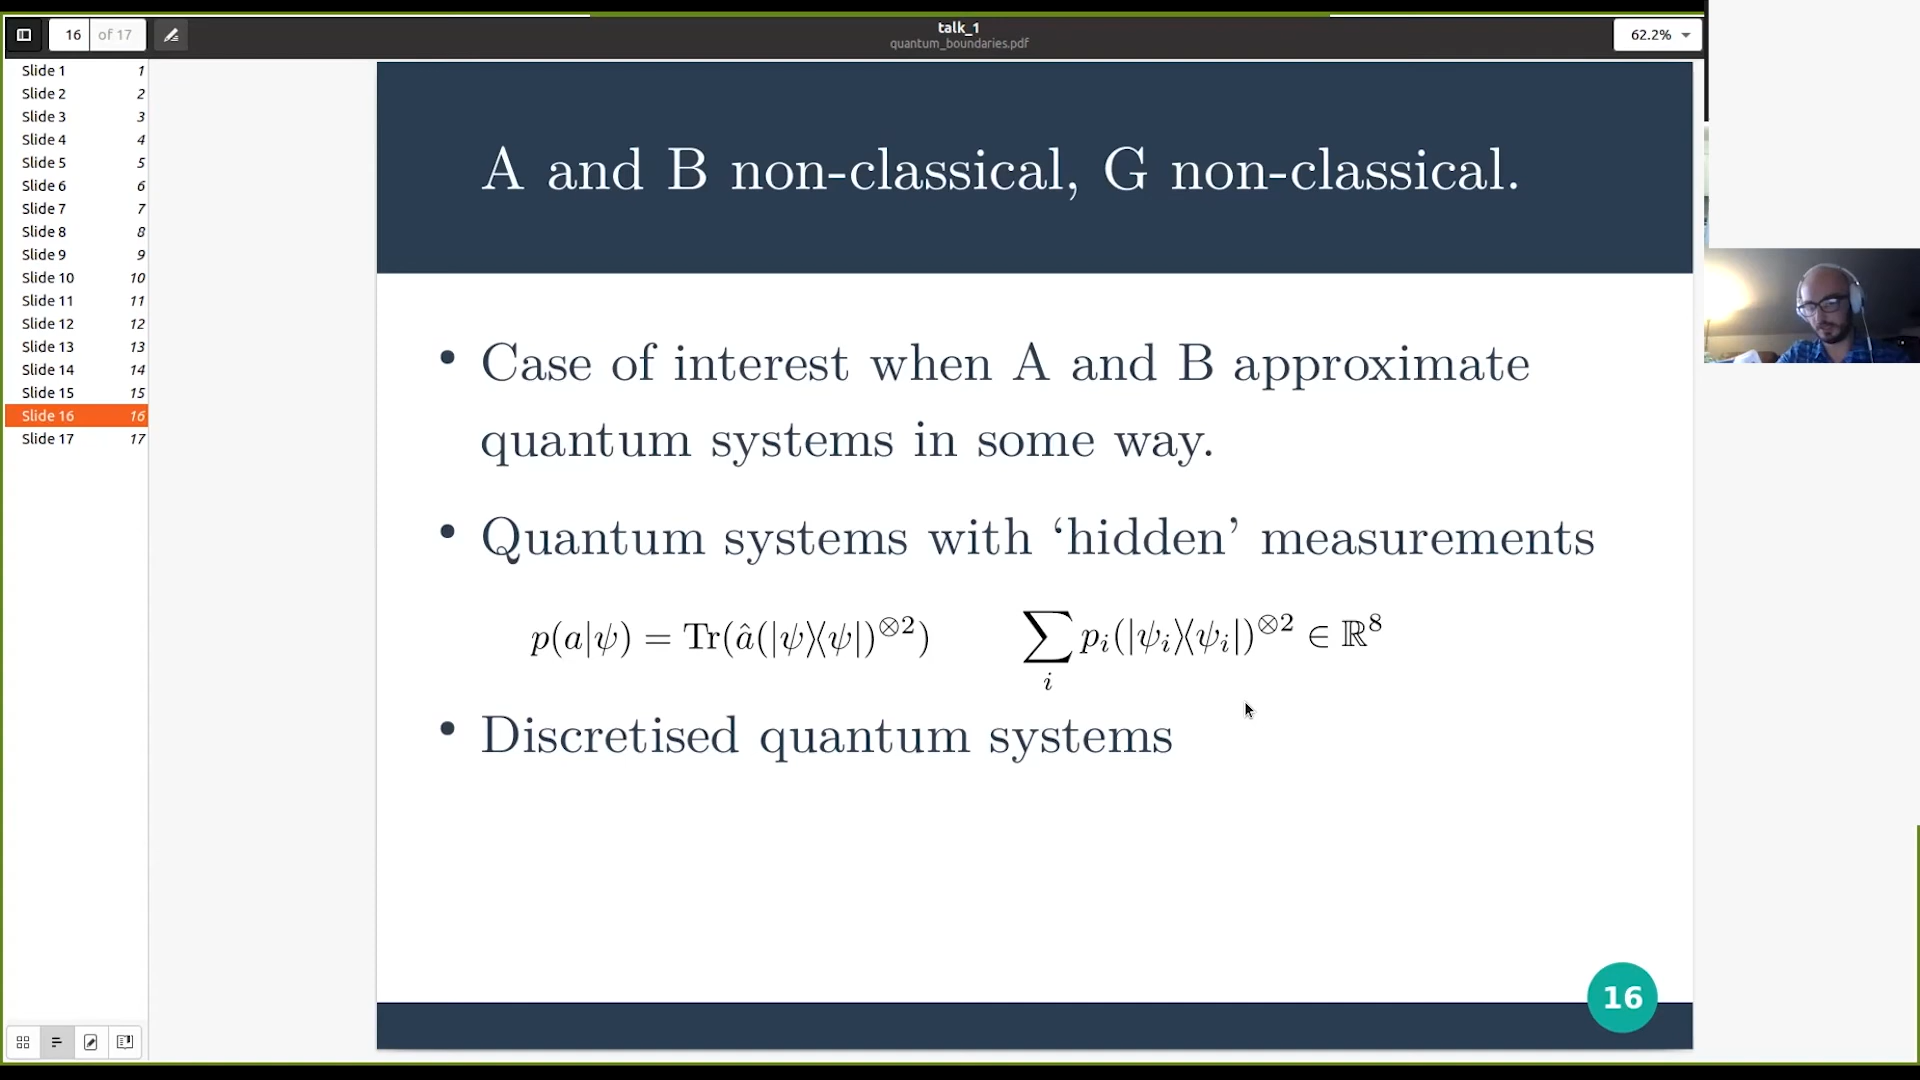 16 of 17
talk_1
quantum_boundaries.pdf
62.2%
Slide 1 1
Slide 2 2
Slide 3 3
Slide 4 4
Slide 5 5
Slide 6 6
Slide 7 7
Slide 8 8
Slide 9 9
Slide 10 10
Slide 11 11
Slide 12 12
Slide 13 13
Slide 14 14
Slide 15 15
Slide 16 16
Slide 17 17
A and B non-classical, G non-classical.
• Case of interest when A and B approximate
quantum systems in some way.
• Quantum systems with ‘hidden’ measurements
p(a|ψ) = Tr(â(|ψ⟩⟨ψ|)^{⊗2}) ∑_i p_i(|ψ_i⟩⟨ψ_i|)^{⊗2} ∈ ℝ^8
• Discretised quantum systems
16